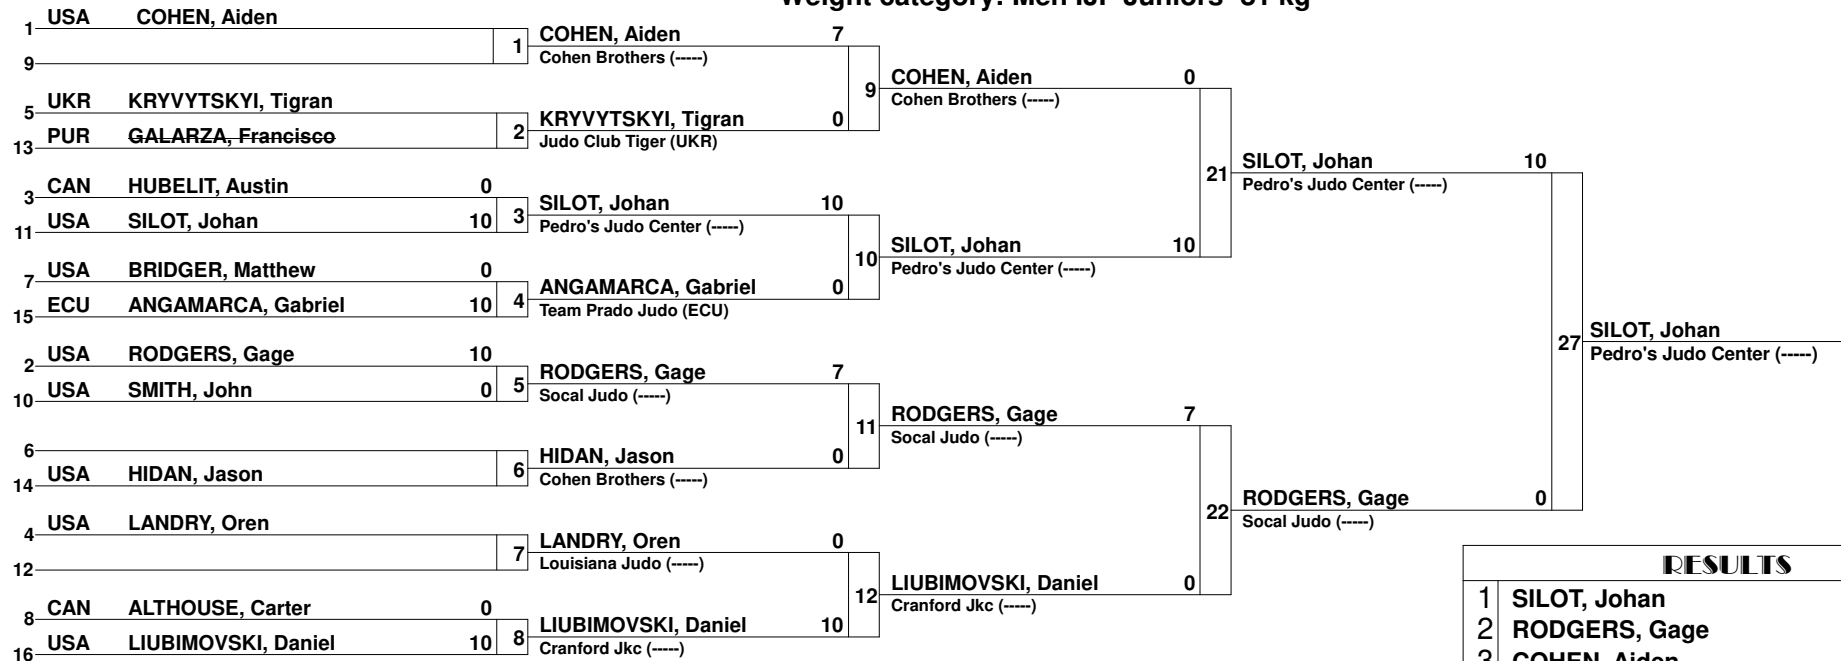 Weight category: Men IJF Juniors -81 kg
1 USA COHEN, Aiden
9
1 COHEN, Aiden 7
Cohen Brothers (-----)
5 UKR KRYVYTSKYI, Tigran
13 PUR GALARZA, Francisco
2 KRYVYTSKYI, Tigran 0
Judo Club Tiger (UKR)
9 COHEN, Aiden 0
Cohen Brothers (-----)
3 CAN HUBELIT, Austin 0
11 USA SILOT, Johan 10
3 SILOT, Johan 10
Pedro's Judo Center (-----)
7 USA BRIDGER, Matthew 0
15 ECU ANGAMARCA, Gabriel 10
4 ANGAMARCA, Gabriel 0
Team Prado Judo (ECU)
10 SILOT, Johan 10
Pedro's Judo Center (-----)
21 SILOT, Johan 10
Pedro's Judo Center (-----)
2 USA RODGERS, Gage 10
10 USA SMITH, John 0
5 RODGERS, Gage 7
Socal Judo (-----)
6
14 USA HIDAN, Jason
6 HIDAN, Jason 0
Cohen Brothers (-----)
11 RODGERS, Gage 7
Socal Judo (-----)
4 USA LANDRY, Oren
12
7 LANDRY, Oren 0
Louisiana Judo (-----)
8 CAN ALTHOUSE, Carter 0
16 USA LIUBIMOVSKI, Daniel 10
8 LIUBIMOVSKI, Daniel 10
Cranford Jkc (-----)
12 LIUBIMOVSKI, Daniel 0
Cranford Jkc (-----)
22 RODGERS, Gage 0
Socal Judo (-----)
27 SILOT, Johan
Pedro's Judo Center (-----)
RESULTS
1 SILOT, Johan
2 RODGERS, Gage
3 COHEN, Aiden